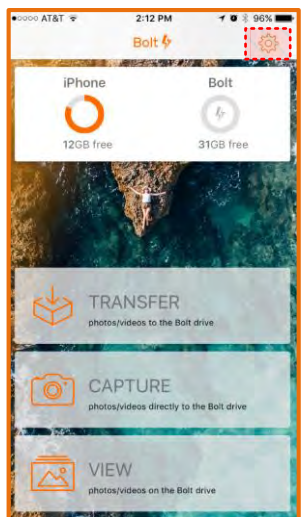 AT&T 2:12 PM 96%
Bolt
iPhone Bolt
12GB free 31GB free
TRANSFER
photos/videos to the Bolt drive
CAPTURE
photos/videos directly to the Bolt drive
VIEW
photos/videos on the Bolt drive